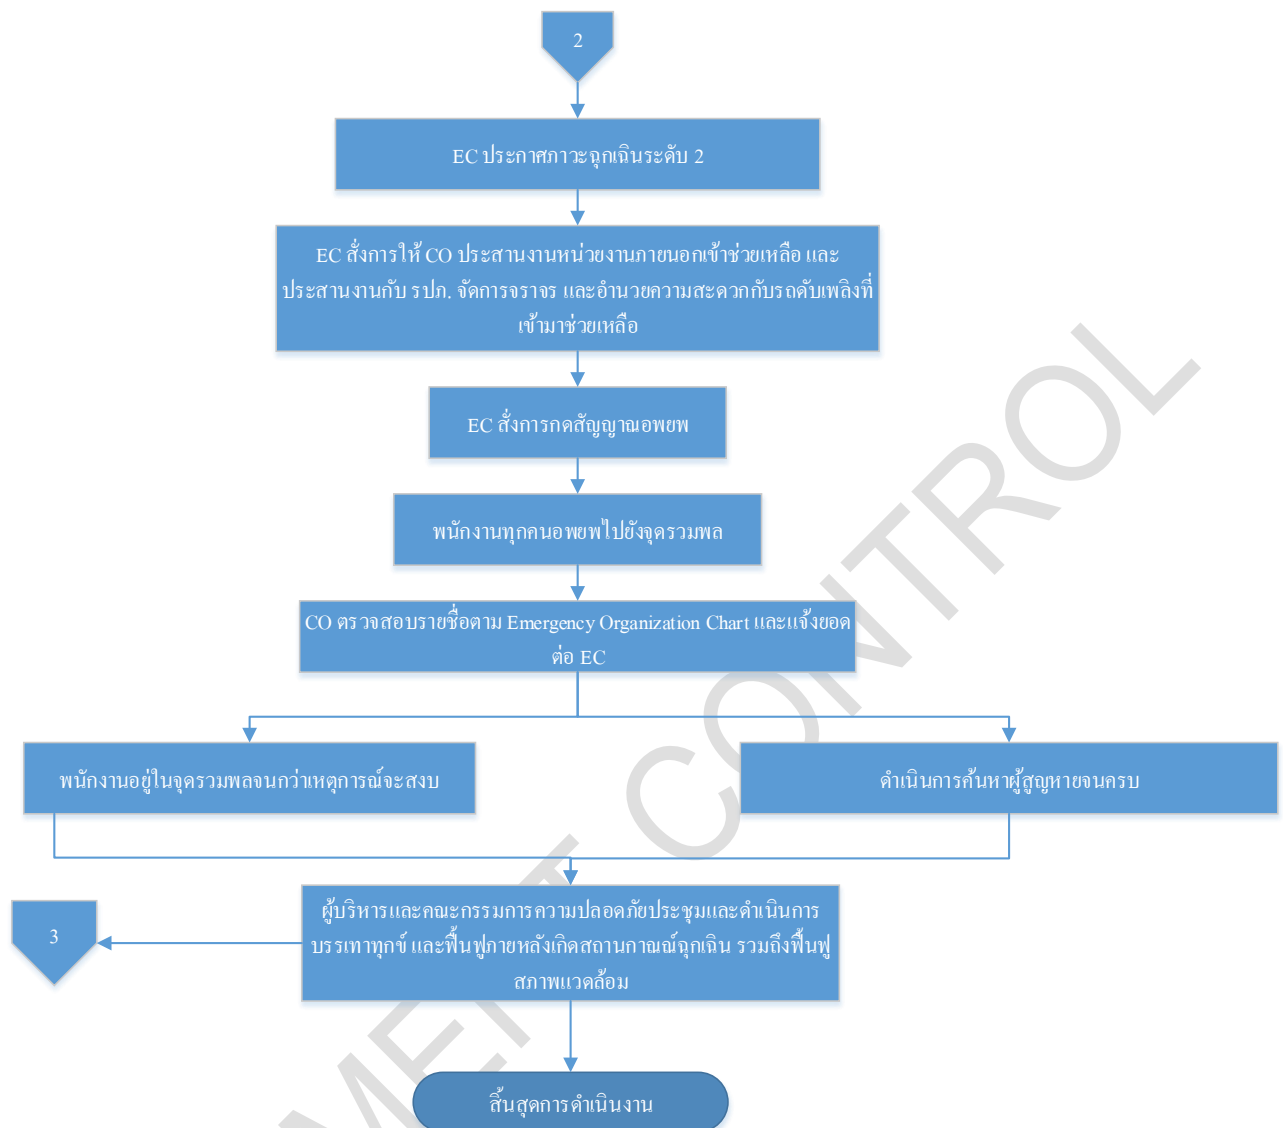 2
EC ประกาศภาวะฉุกเฉินระดับ 2
EC สั่งการให้ CO ประสานงานหน่วยงานภายนอกเข้าช่วยเหลือ และ
ประสานงานกับ รปภ. จัดการจราจร และอำนวยความสะดวกกับรถดับเพลิงที่
เข้ามาช่วยเหลือ
EC สั่งการกดสัญญาณอพยพ
พนักงานทุกคนอพยพไปยังจุดรวมพล
CO ตรวจสอบรายชื่อตาม Emergency Organization Chart และแจ้งยอด
ต่อ EC
พนักงานอยู่ในจุดรวมพลจนกว่าเหตุการณ์จะสงบ
ดำเนินการค้นหาผู้สูญหายจนครบ
ผู้บริหารและคณะกรรมการความปลอดภัยประชุมและดำเนินการ
บรรเทาทุกข์ และฟื้นฟูภายหลังเกิดสถานกาณณ์ฉุกเฉิน รวมถึงฟื้นฟู
สภาพแวดล้อม
3
สิ้นสุดการดำเนินงาน
MENT CONTROL